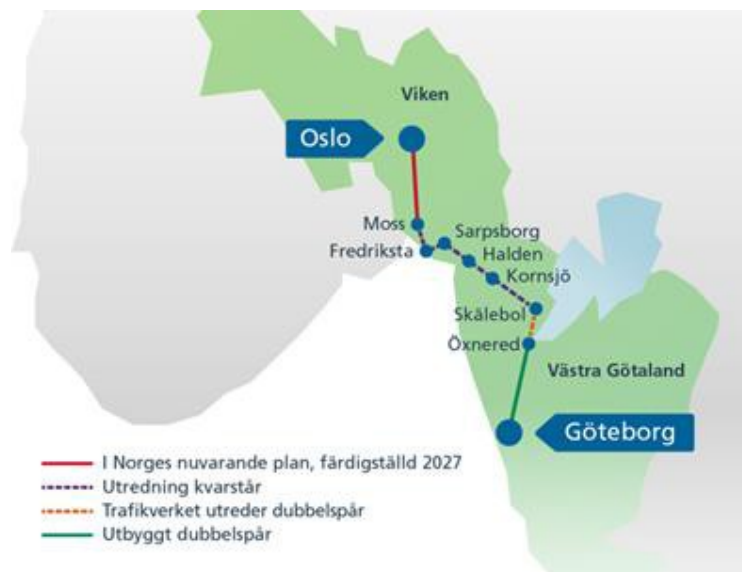 Viken
Oslo
Moss
Sarpsborg
Fredriksta
Halden
Kornsjö
Skälebol
Öxnered
Västra Götaland
Göteborg
I Norges nuvarande plan, färdigställd 2027
Utredning kvarstår
Trafikverket utreder dubbelspår
Utbyggt dubbelspår